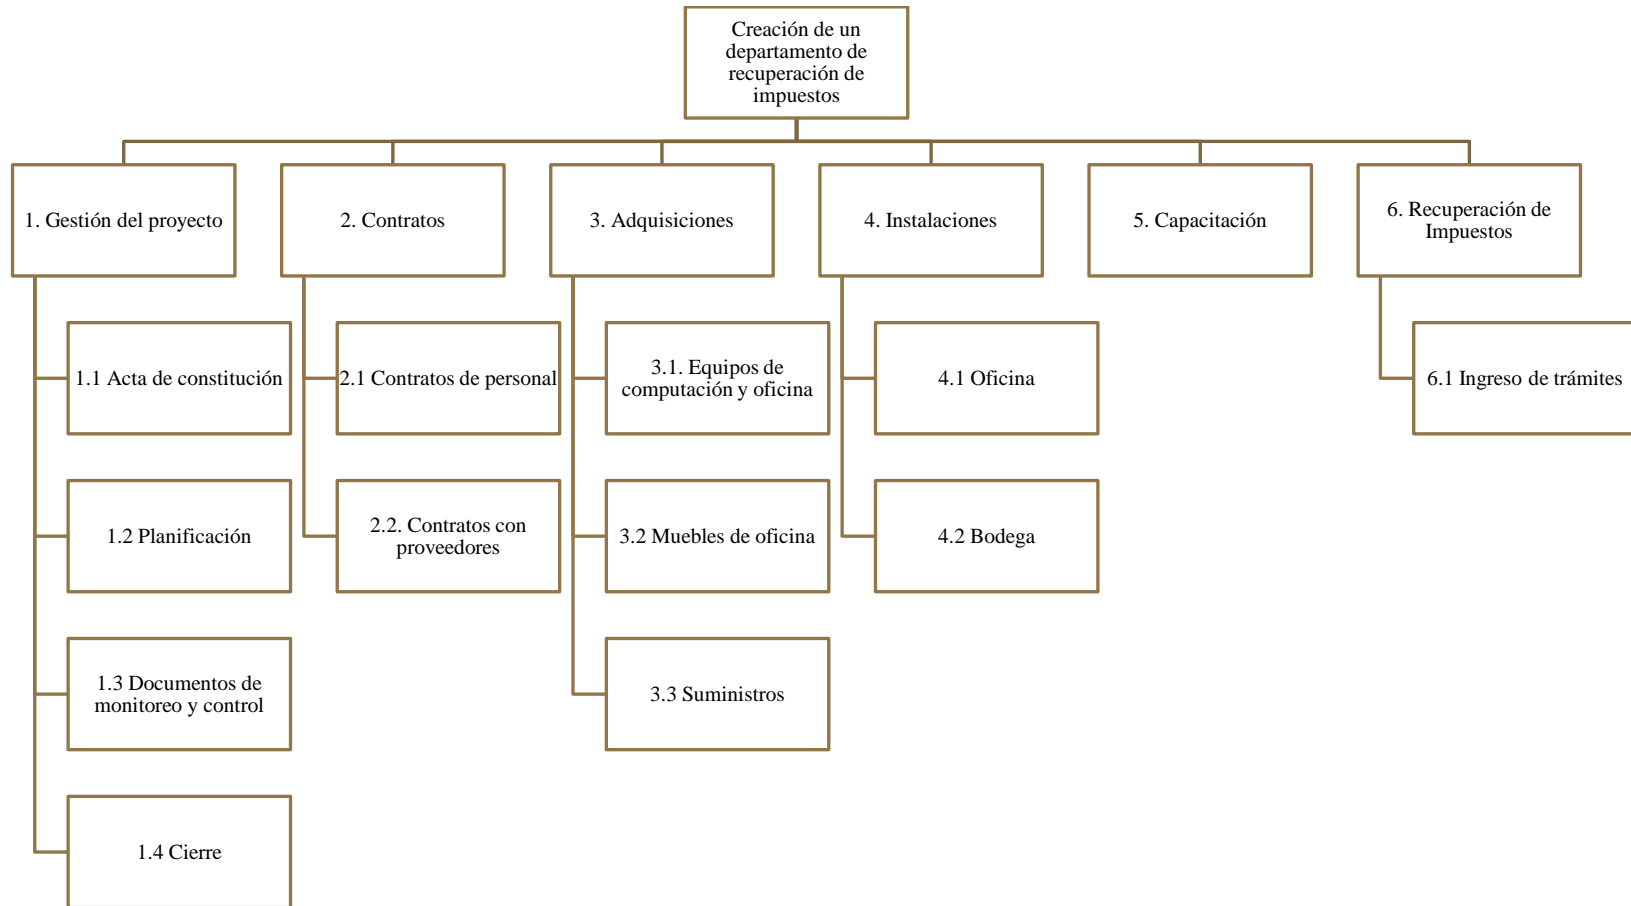 Creación de un
departamento de
recuperación de
impuestos
1. Gestión del proyecto
2. Contratos
3. Adquisiciones
4. Instalaciones
5. Capacitación
6. Recuperación de
Impuestos
1.1 Acta de constitución
2.1 Contratos de personal
3.1. Equipos de
computación y oficina
4.1 Oficina
6.1 Ingreso de trámites
1.2 Planificación
2.2. Contratos con
proveedores
3.2 Muebles de oficina
4.2 Bodega
1.3 Documentos de
monitoreo y control
3.3 Suministros
1.4 Cierre